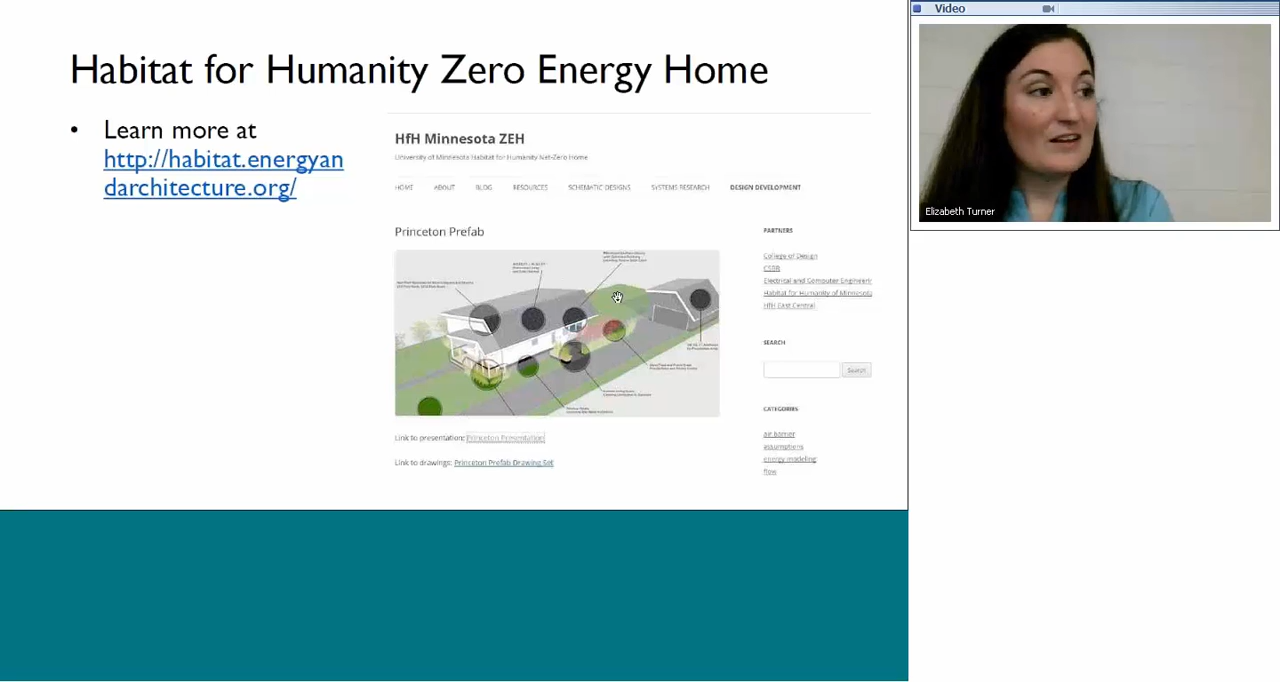 Habitat for Humanity Zero Energy Home
• Learn more at
http://habitat.energyan
darchitecture.org/
HfH Minnesota ZEH
University of Minnesota Habitat for Humanity Net-Zero Home
HOME ABOUT BLOG RESOURCES SCHEMATIC DESIGNS SYSTEMS RESEARCH DESIGN DEVELOPMENT
Princeton Prefab
Link to presentation: Princeton Presentation
Link to drawings: Princeton Prefab Drawing Set
PARTNERS
College of Design
CSBR
Electrical and Computer Engineeri
Habitat for Humanity of Minnesota
HfH East Central
SEARCH
Search
CATEGORIES
air barrier
assumptions
energy modeling
flow
Video
Elizabeth Turner